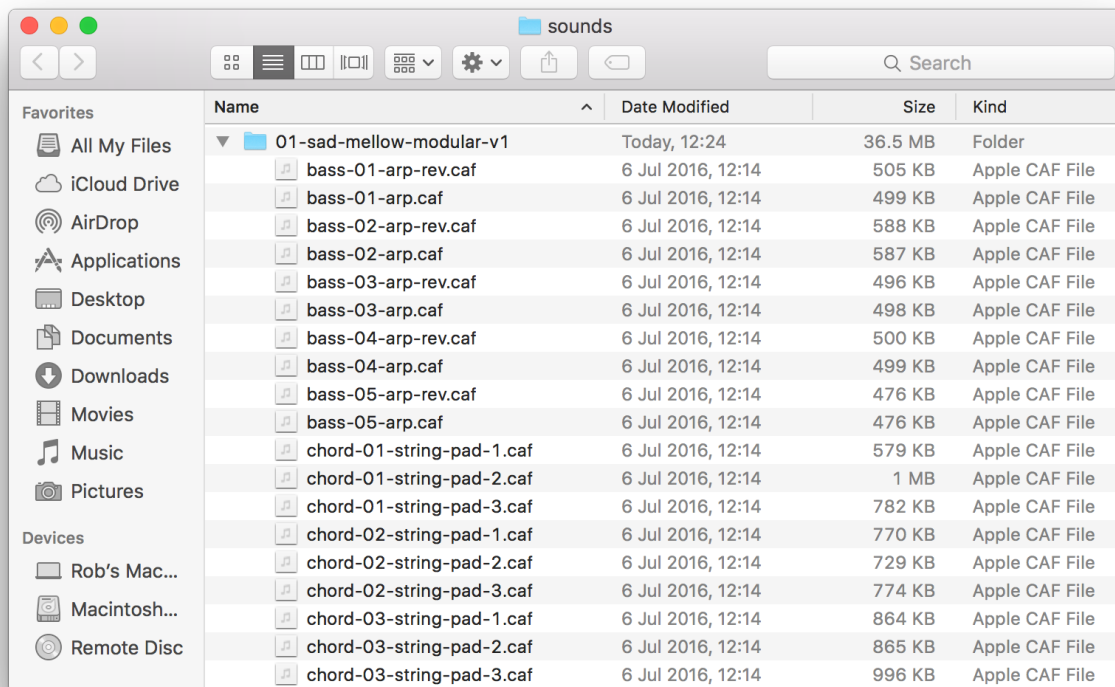 sounds
Search
Favorites
All My Files
iCloud Drive
AirDrop
Applications
Desktop
Documents
Downloads
Movies
Music
Pictures
Devices
Rob’s Mac...
Macintosh...
Remote Disc
Name Date Modified Size Kind
01-sad-mellow-modular-v1 Today, 12:24 36.5 MB Folder
bass-01-arp-rev.caf 6 Jul 2016, 12:14 505 KB Apple CAF File
bass-01-arp.caf 6 Jul 2016, 12:14 499 KB Apple CAF File
bass-02-arp-rev.caf 6 Jul 2016, 12:14 588 KB Apple CAF File
bass-02-arp.caf 6 Jul 2016, 12:14 587 KB Apple CAF File
bass-03-arp-rev.caf 6 Jul 2016, 12:14 496 KB Apple CAF File
bass-03-arp.caf 6 Jul 2016, 12:14 498 KB Apple CAF File
bass-04-arp-rev.caf 6 Jul 2016, 12:14 500 KB Apple CAF File
bass-04-arp.caf 6 Jul 2016, 12:14 499 KB Apple CAF File
bass-05-arp-rev.caf 6 Jul 2016, 12:14 476 KB Apple CAF File
bass-05-arp.caf 6 Jul 2016, 12:14 476 KB Apple CAF File
chord-01-string-pad-1.caf 6 Jul 2016, 12:14 579 KB Apple CAF File
chord-01-string-pad-2.caf 6 Jul 2016, 12:14 1 MB Apple CAF File
chord-01-string-pad-3.caf 6 Jul 2016, 12:14 782 KB Apple CAF File
chord-02-string-pad-1.caf 6 Jul 2016, 12:14 770 KB Apple CAF File
chord-02-string-pad-2.caf 6 Jul 2016, 12:14 729 KB Apple CAF File
chord-02-string-pad-3.caf 6 Jul 2016, 12:14 774 KB Apple CAF File
chord-03-string-pad-1.caf 6 Jul 2016, 12:14 864 KB Apple CAF File
chord-03-string-pad-2.caf 6 Jul 2016, 12:14 865 KB Apple CAF File
chord-03-string-pad-3.caf 6 Jul 2016, 12:14 996 KB Apple CAF File